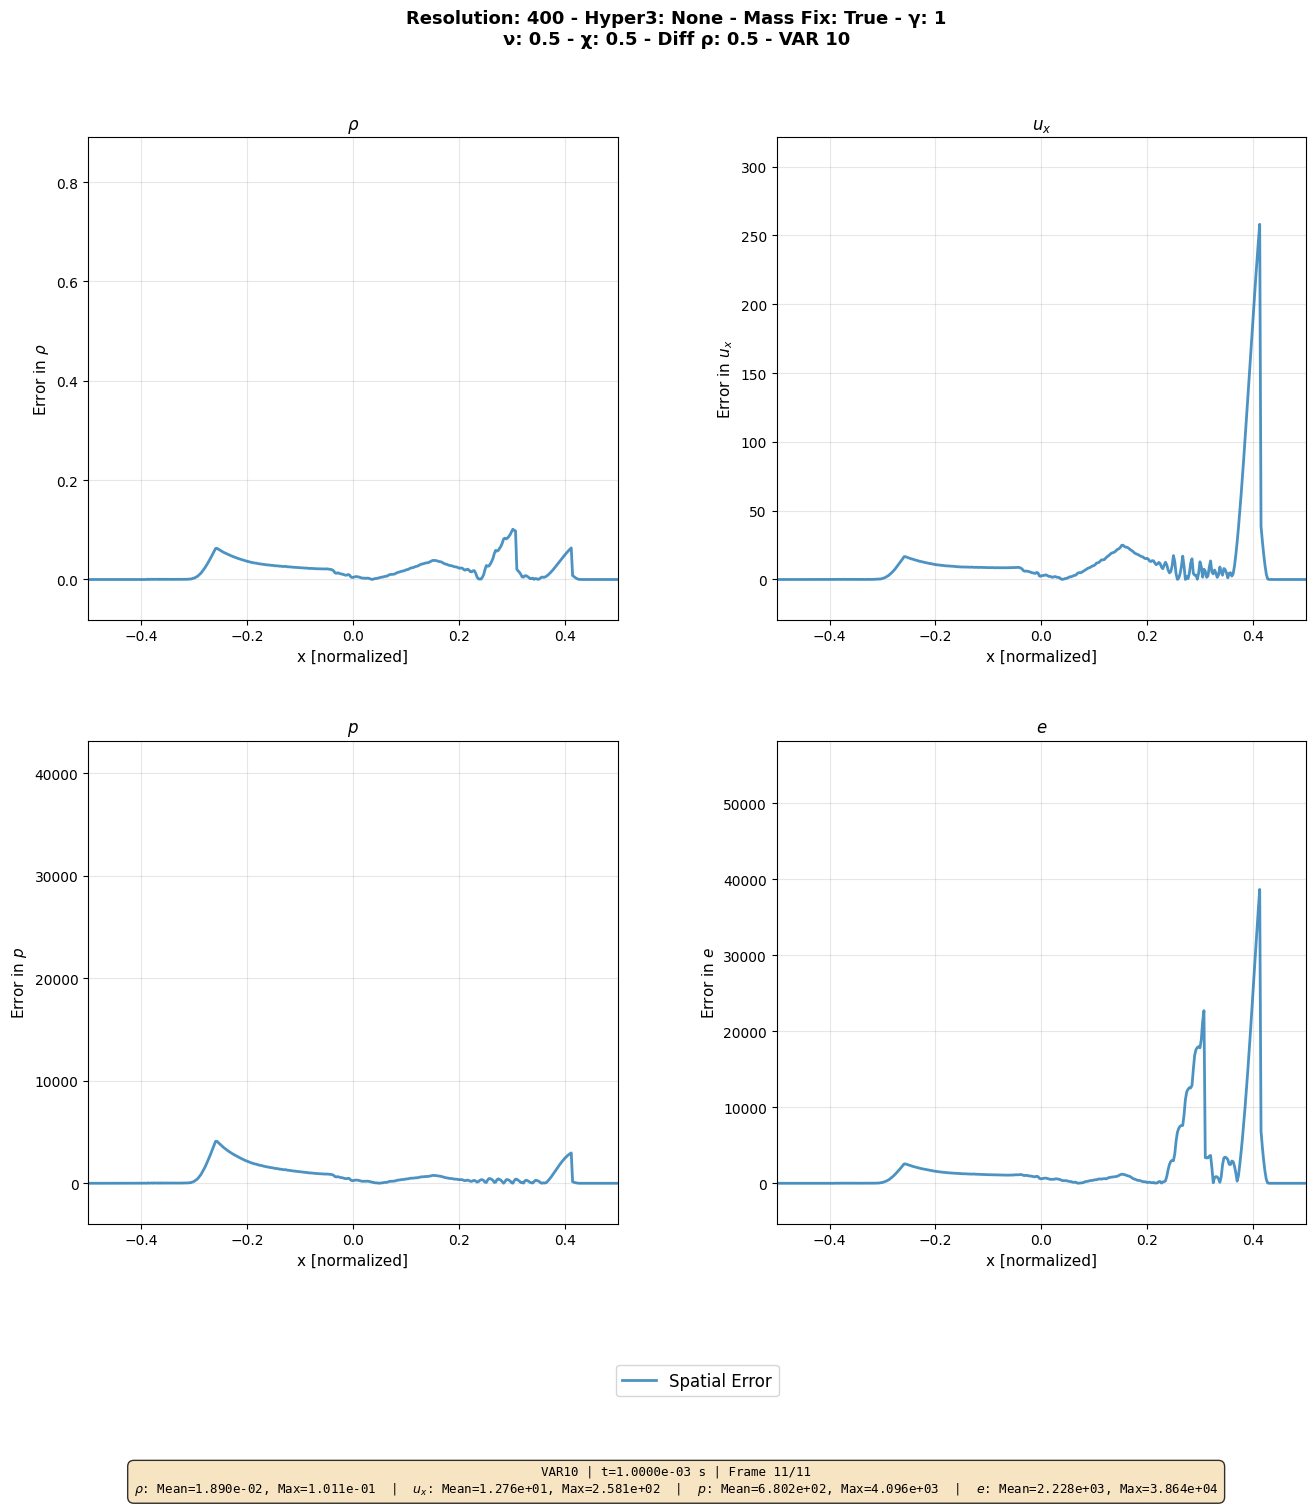 Resolution: 400 - Hyper3: None - Mass Fix: True - γ: 1
ν: 0.5 - χ: 0.5 - Diff ρ: 0.5 - VAR 10
ρ
Error in ρ
0.8
0.6
0.4
0.2
0.0
−0.4 −0.2 0.0 0.2 0.4
x [normalized]
u_x
Error in u_x
300
250
200
150
100
50
0
−0.4 −0.2 0.0 0.2 0.4
x [normalized]
p
Error in p
40000
30000
20000
10000
0
−0.4 −0.2 0.0 0.2 0.4
x [normalized]
e
Error in e
50000
40000
30000
20000
10000
0
−0.4 −0.2 0.0 0.2 0.4
x [normalized]
Spatial Error
VAR10 | t=1.0000e-03 s | Frame 11/11
ρ: Mean=1.890e-02, Max=1.011e-01 | u_x: Mean=1.276e+01, Max=2.581e+02 | p: Mean=6.802e+02, Max=4.096e+03 | e: Mean=2.228e+03, Max=3.864e+04